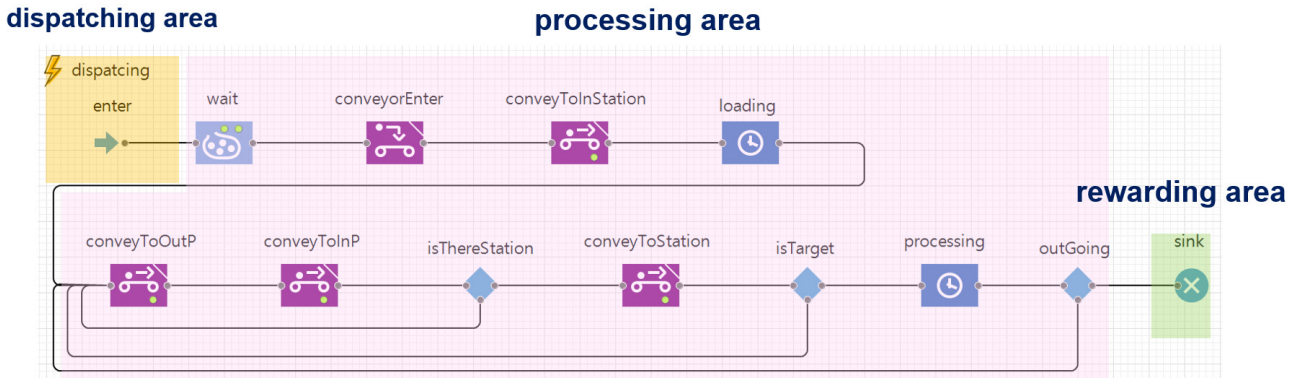 dispatching area
processing area
dispatcing
enter
wait
conveyorEnter
conveyToInStation
loading
rewarding area
conveyToOutP
conveyToInP
isThereStation
conveyToStation
isTarget
processing
outGoing
sink